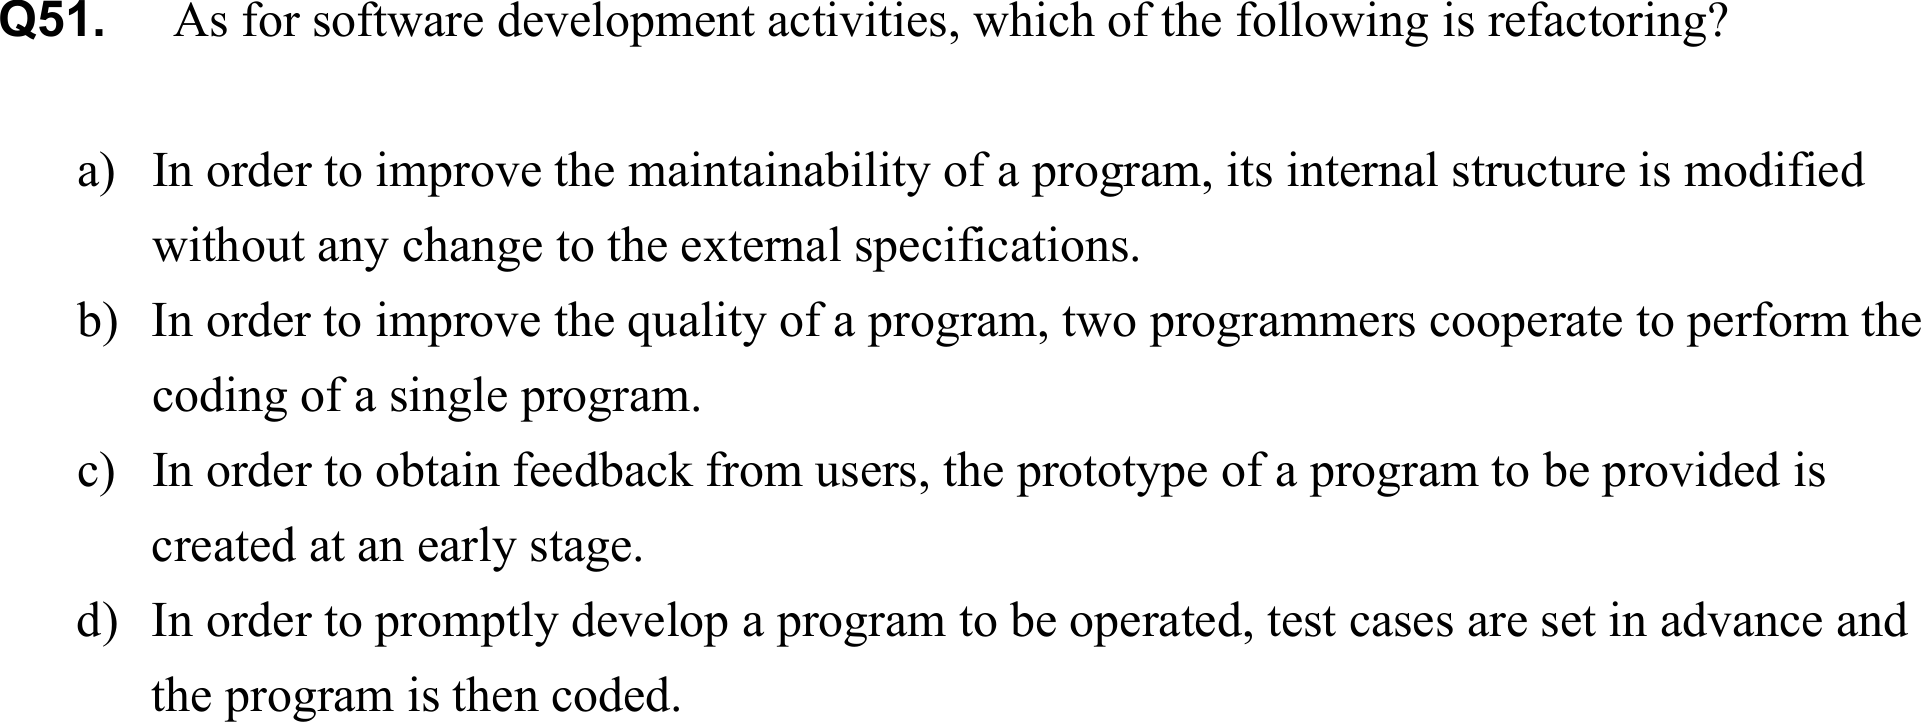 Q51. As for software development activities, which of the following is refactoring?
a) In order to improve the maintainability of a program, its internal structure is modified
without any change to the external specifications.
b) In order to improve the quality of a program, two programmers cooperate to perform the
coding of a single program.
c) In order to obtain feedback from users, the prototype of a program to be provided is
created at an early stage.
d) In order to promptly develop a program to be operated, test cases are set in advance and
the program is then coded.